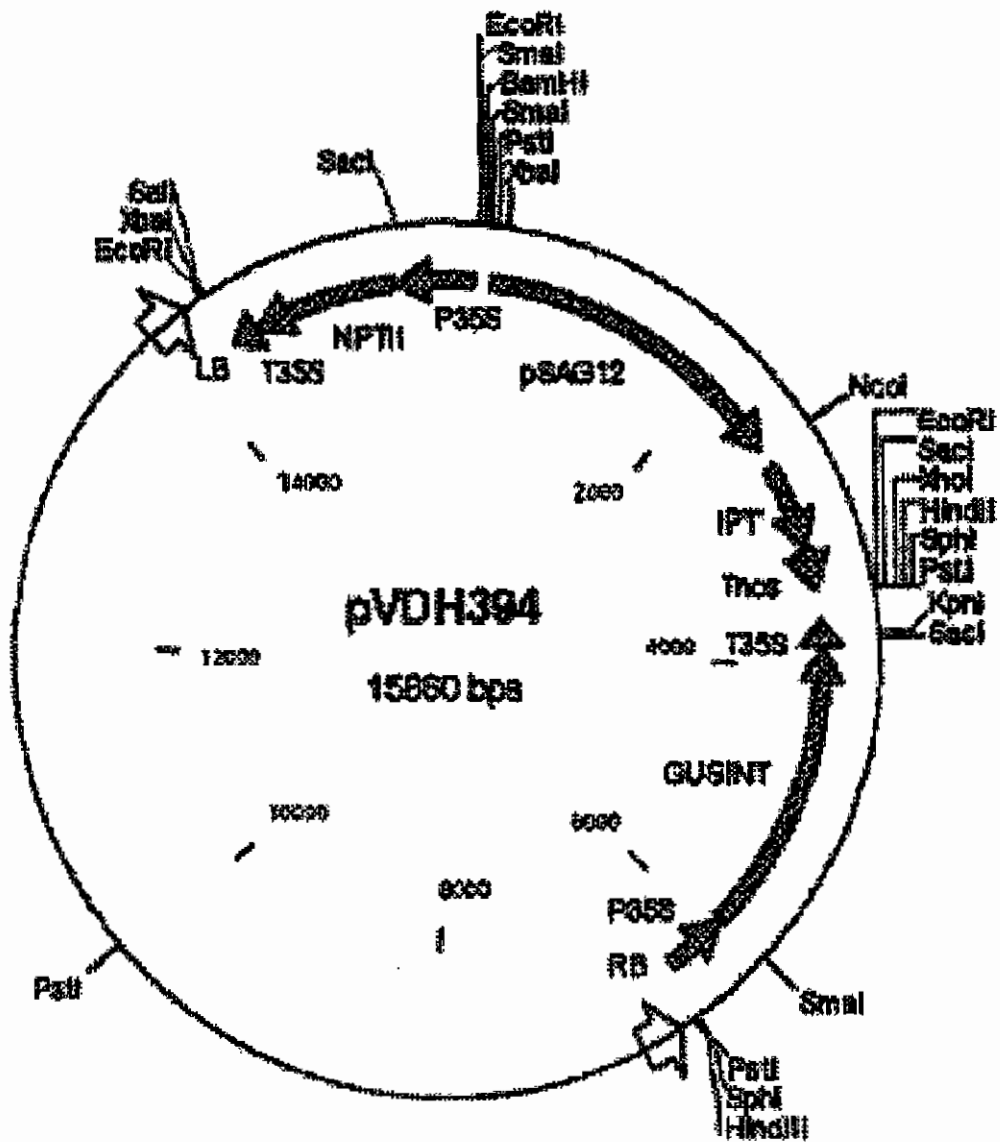 EcoRI
SmaI
BamHI
SmaI
PstI
XbaI
SacI
SalI
XbaI
EcoRI
P35S
NPTII
T35S
LB
pSAG12
NcoI
EcoRI
SacI
XhoI
HindII
SphI
PstI
KpnI
SacI
14000
2000
IPT
Tnos
pVDH394
12000
4000
T35S
15860 bps
GUSINT
10000
6000
8000
P35S
RB
PstI
SmaI
PstI
SphI
HindIII